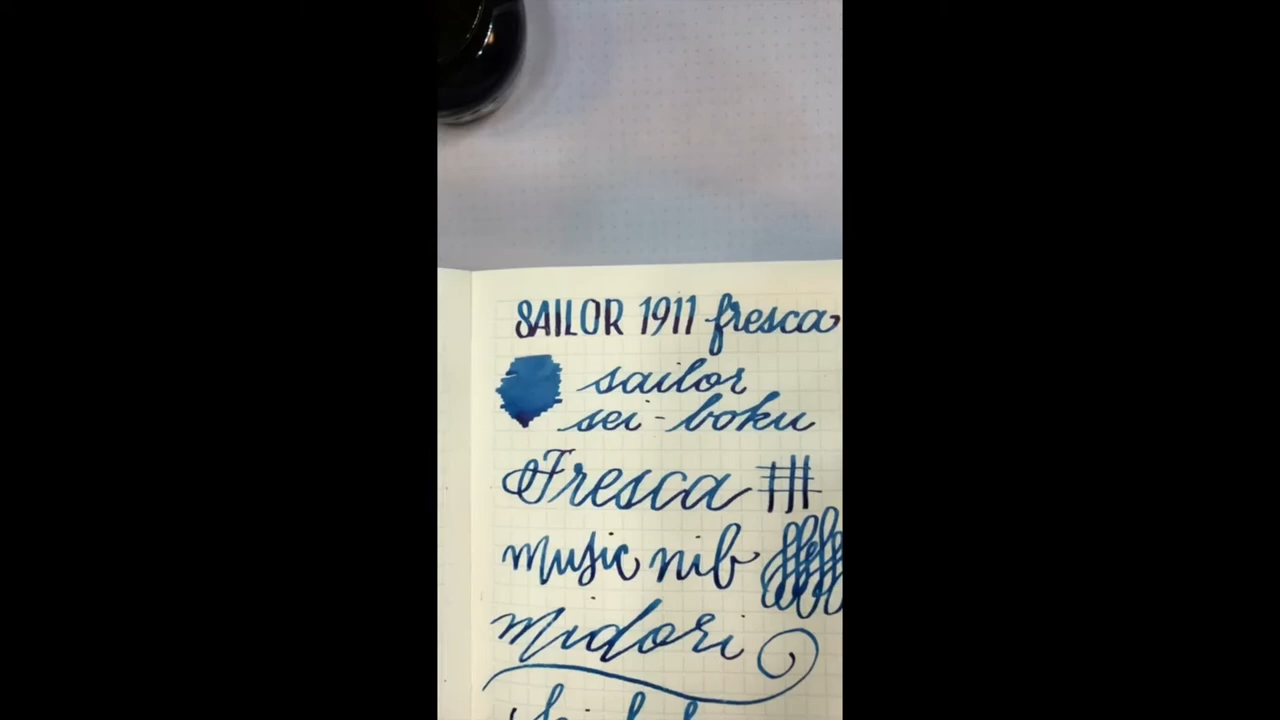 SAILOR 1911 fresca
sailor
sei-boku
Fresca
music nib
midori